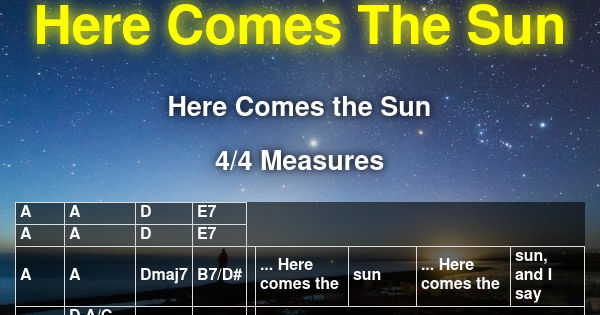 Here Comes The Sun
Here Comes the Sun
4/4 Measures
A A D E7
A A D E7
A A Dmaj7 B7/D# ... Here comes the sun ... Here comes the sun, and I say